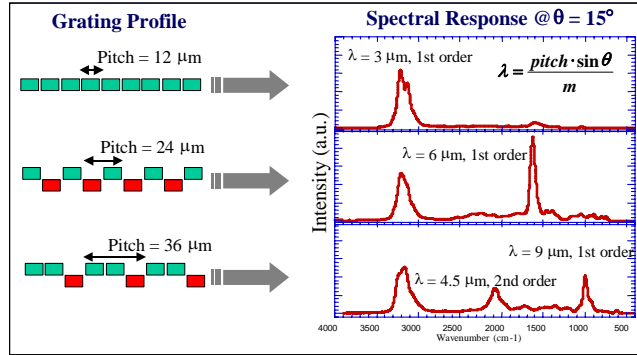 Grating Profile
Spectral Response @θ = 15°
Pitch = 12 μm
Pitch = 24 μm
Pitch = 36 μm
λ = 3 μm, 1st order
λ = pitch·sin θ / m
λ = 6 μm, 1st order
λ = 9 μm, 1st order
λ = 4.5 μm, 2nd order
Intensity (a.u.)
4000 3500 3000 2500 2000 1500 1000 500
Wavenumber (cm-1)